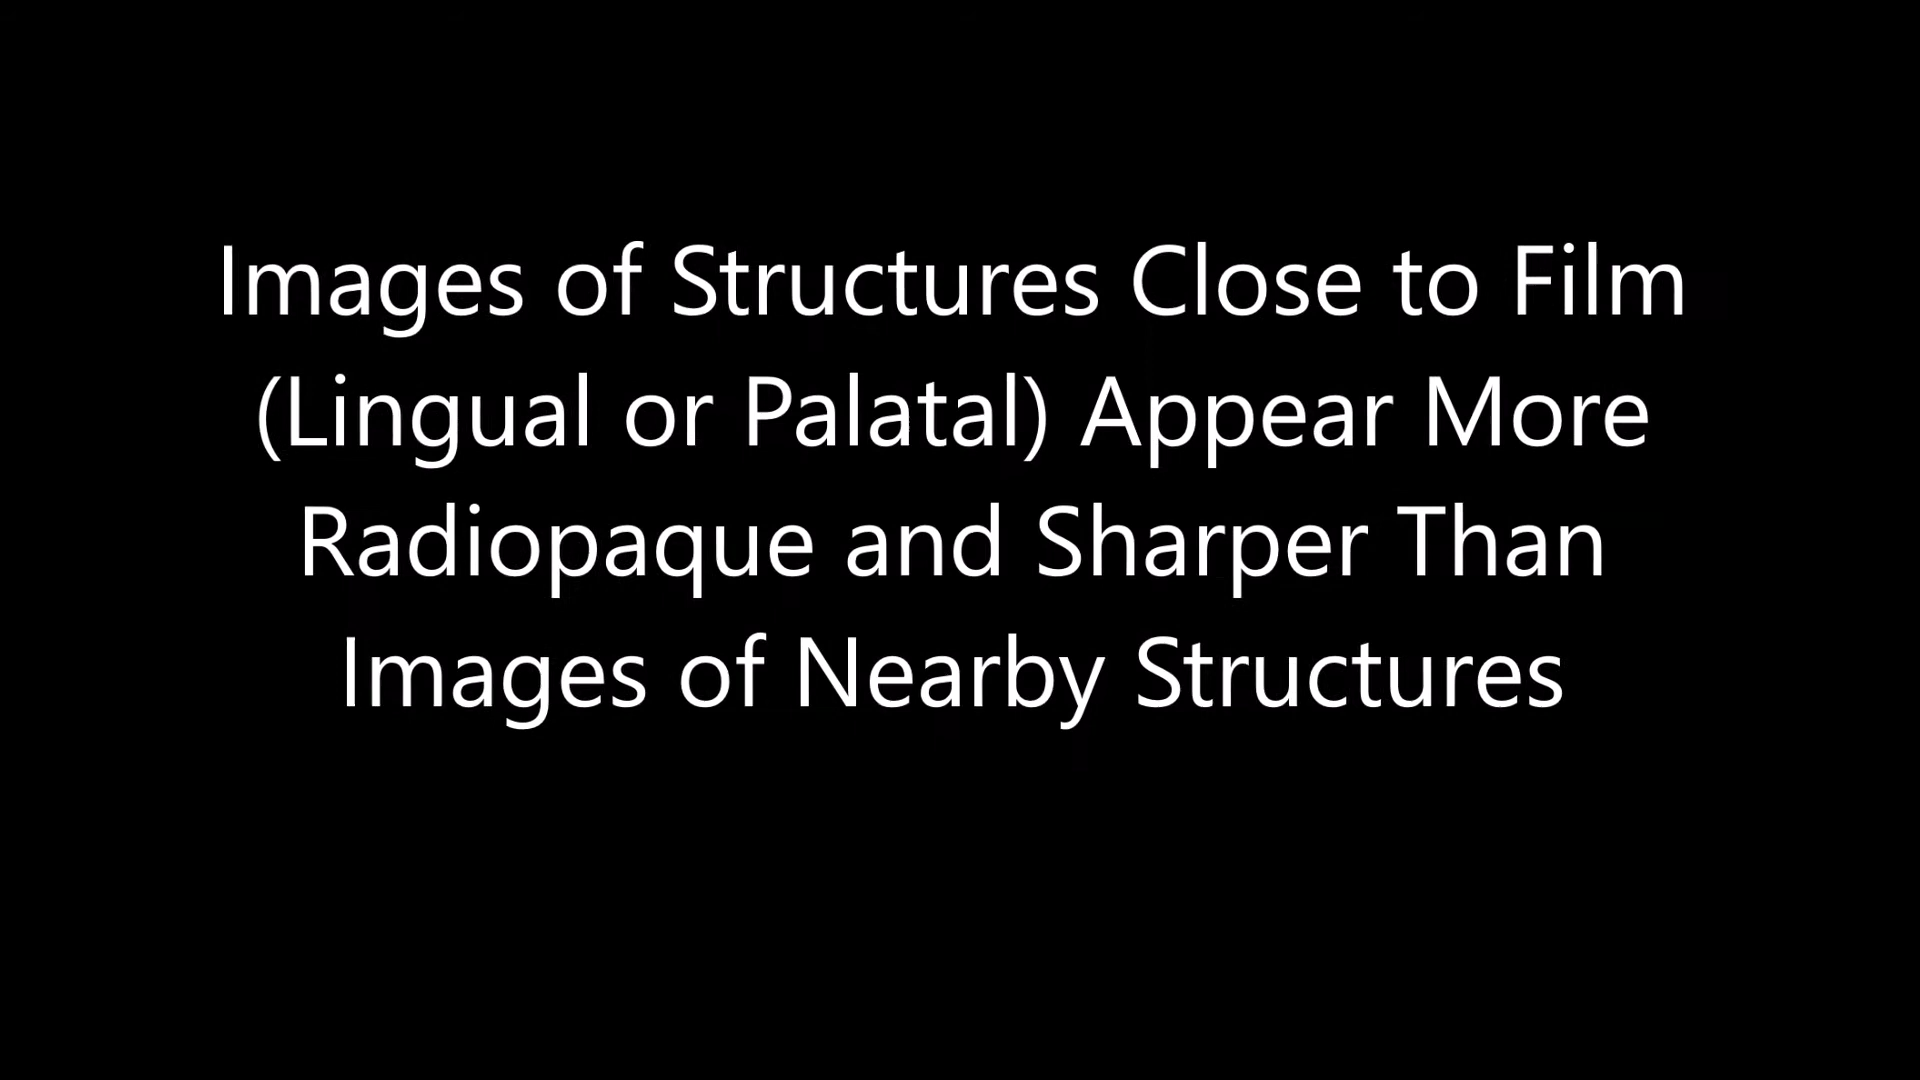 Images of Structures Close to Film
(Lingual or Palatal) Appear More
Radiopaque and Sharper Than
Images of Nearby Structures